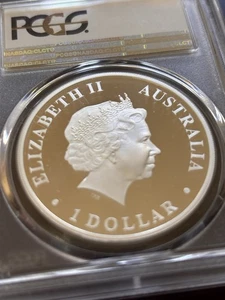 PCGS
ELIZABETH II
AUSTRALIA
1 DOLLAR